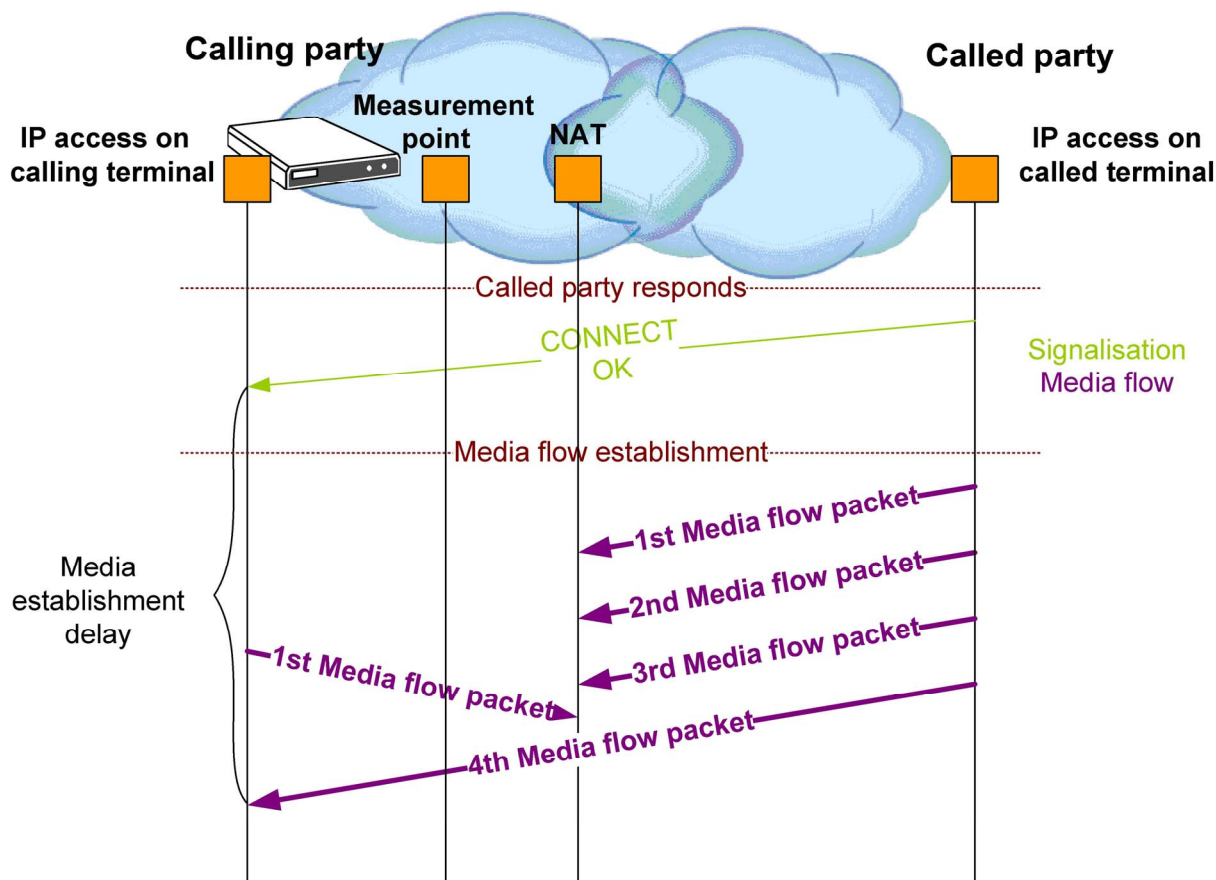 Calling party
Called party
Measurement
point
NAT
IP access on
calling terminal
IP access on
called terminal
Called party responds
CONNECT
OK
Signalisation
Media flow
Media flow establishment
1st Media flow packet
2nd Media flow packet
3rd Media flow packet
Media
establishment
delay
1st Media flow packet
4th Media flow packet